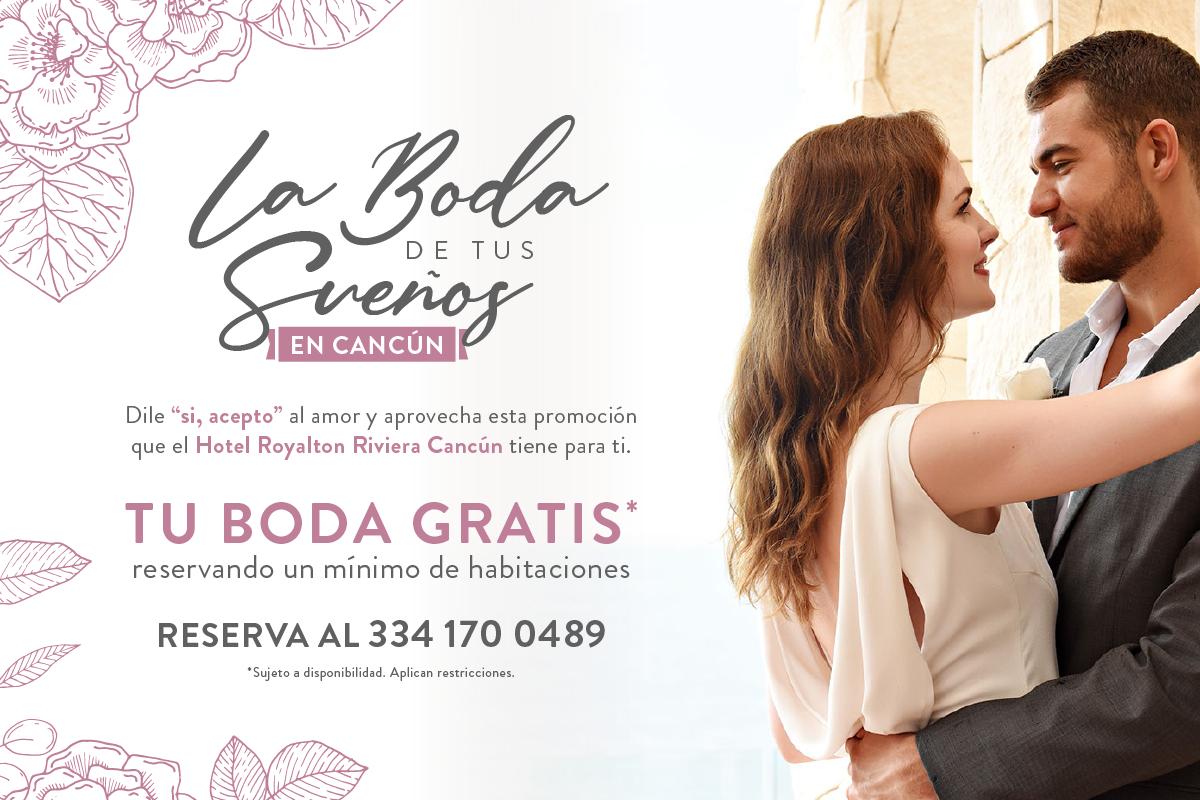 La Boda
DE TUS
Sueños
EN CANCÚN
Dile “si, acepto” al amor y aprovecha esta promoción
que el Hotel Royalton Riviera Cancún tiene para ti.
TU BODA GRATIS*
reservando un mínimo de habitaciones
RESERVA AL 334 170 0489
*Sujeto a disponibilidad. Aplican restricciones.